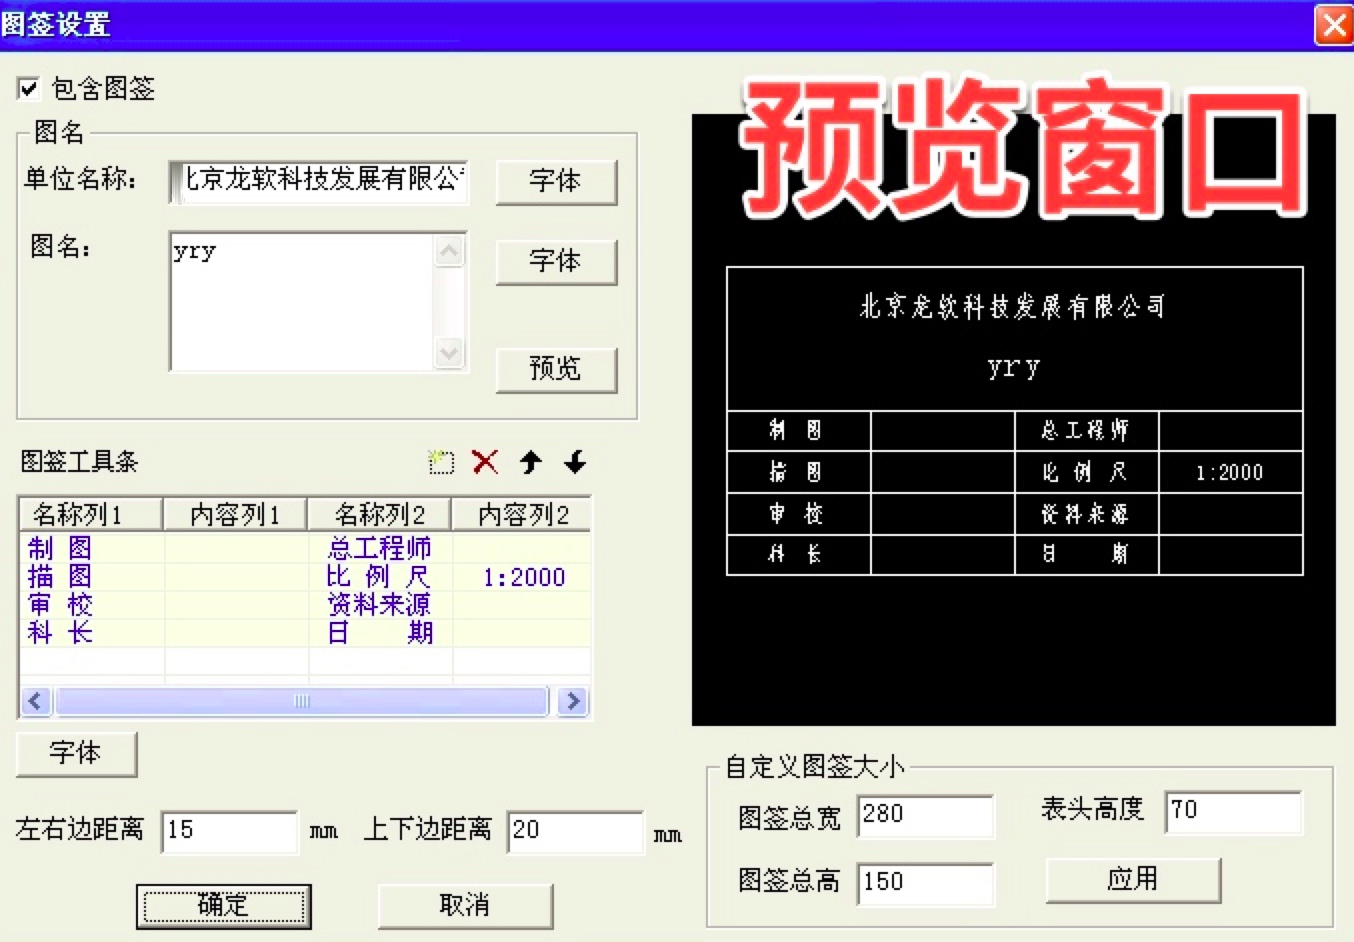 图签设置
包含图签
图名
单位名称：
北京龙软科技发展有限公
字体
图名：
yry
字体
预览
图签工具条
名称列1 内容列1 名称列2 内容列2
制 图 总工程师
描 图 比 例 尺 1:2000
审 校 资料来源
科 长 日 期
字体
左右边距离 15 mm 上下边距离 20 mm
确定 取消
预览窗口
北京龙软科技发展有限公司
yry
制 图 总工程师
描 图 比 例 尺 1:2000
审 校 资料来源
科 长 日 期
自定义图签大小
图签总宽 280 表头高度 70
图签总高 150 应用